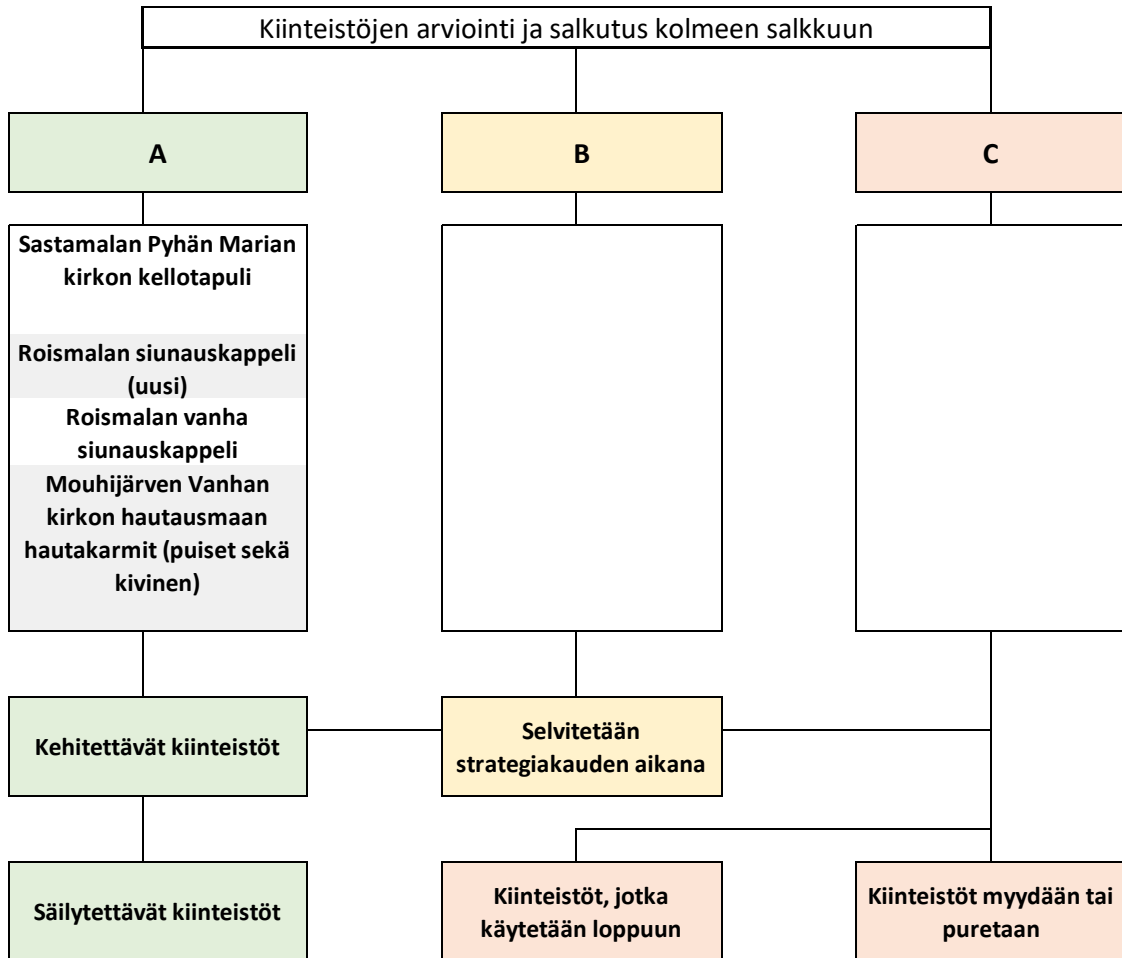 Kiinteistöjen arviointi ja salkutus kolmeen salkkuun
A
B
C
Sastamalan Pyhän Marian
kirkon kellotapuli
Roismalan siunauskappeli
(uusi)
Roismalan vanha
siunauskappeli
Mouhijärven Vanhan
kirkon hautausmaan
hautakarmit (puiset sekä
kivinen)
Kehitettävät kiinteistöt
Selvitetään
strategiakauden aikana
Säilytettävät kiinteistöt
Kiinteistöt, jotka
käytetään loppuun
Kiinteistöt myydään tai
puretaan